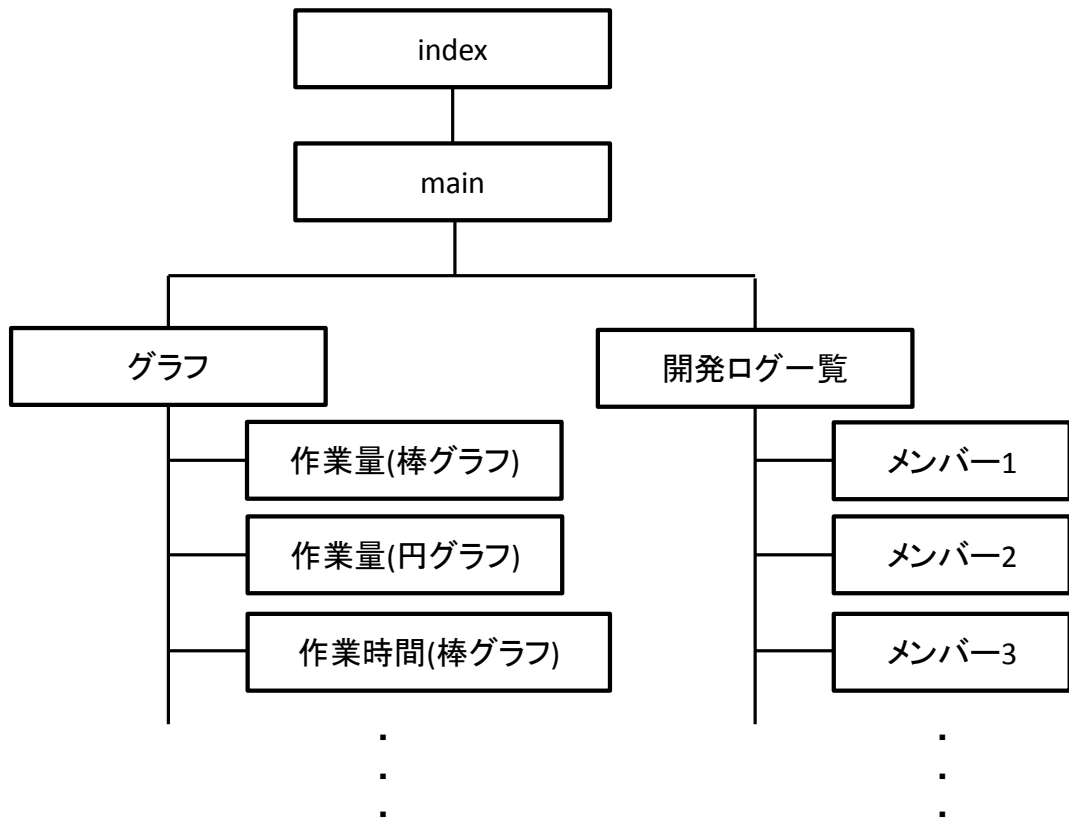 index
main
グラフ
開発ログ一覧
作業量(棒グラフ)
メンバー1
作業量(円グラフ)
メンバー2
作業時間(棒グラフ)
メンバー3